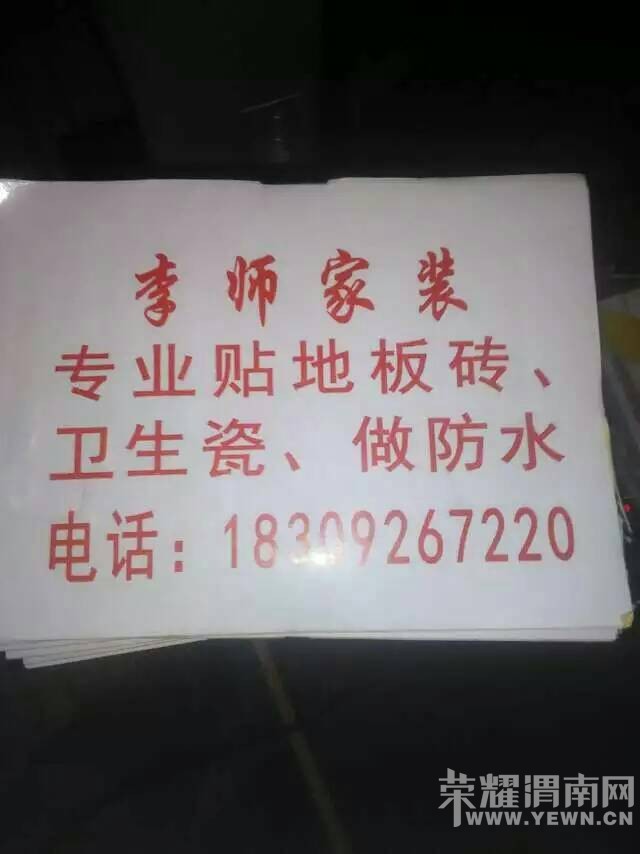 李师家装
专业贴地板砖、
卫生瓷、做防水
电话：18309267220
荣耀渭南网
WWW.YEWN.CN